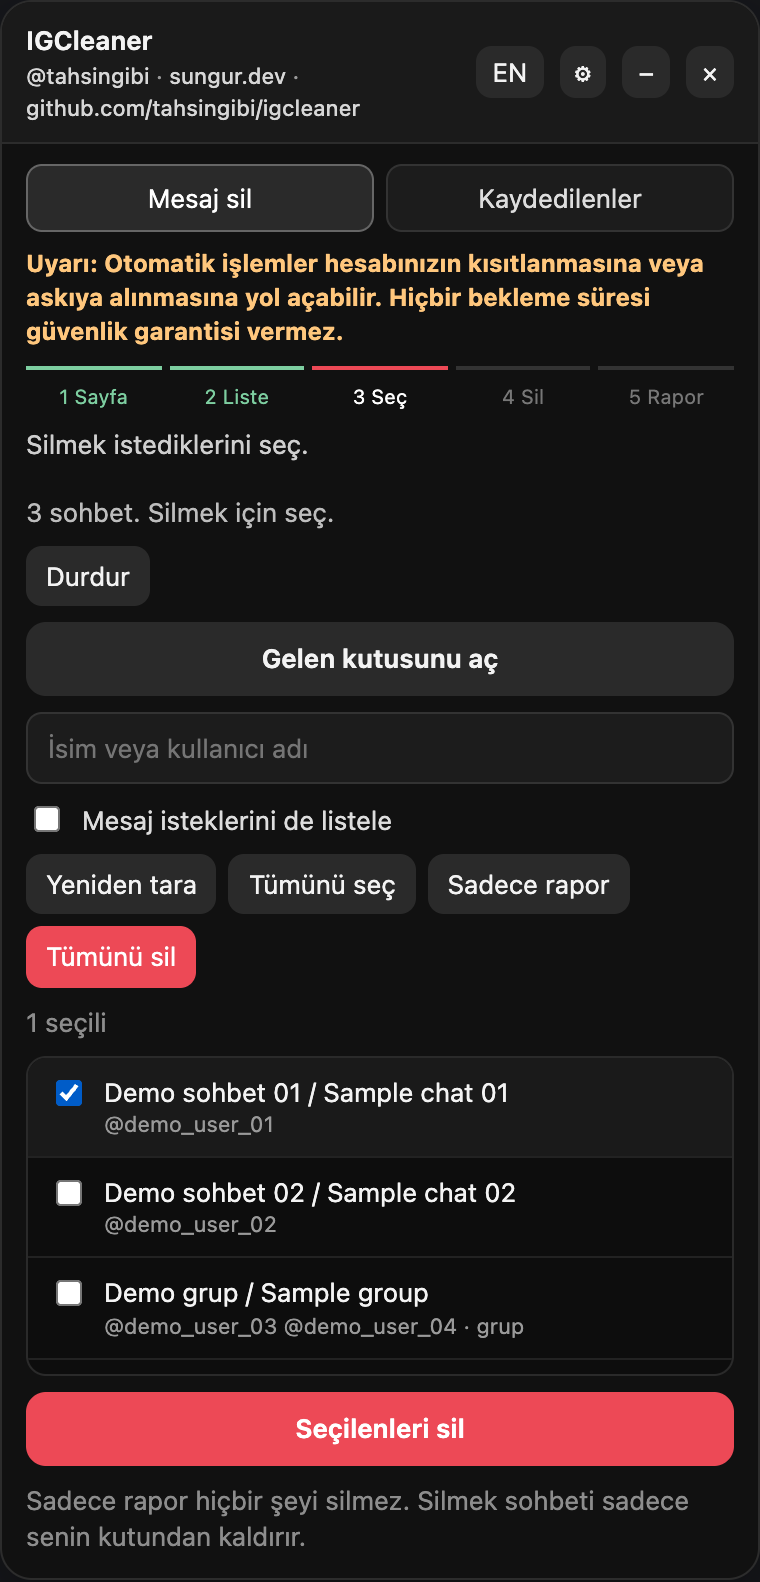 IGCleaner
@tahsingibi · sungur.dev ·
github.com/tahsingibi/igcleaner
EN
Mesaj sil
Kaydedilenler
Uyarı: Otomatik işlemler hesabınızın kısıtlanmasına veya
askıya alınmasına yol açabilir. Hiçbir bekleme süresi
güvenlik garantisi vermez.
1 Sayfa
2 Liste
3 Seç
4 Sil
5 Rapor
Silmek istediklerini seç.
3 sohbet. Silmek için seç.
Durdur
Gelen kutusunu aç
İsim veya kullanıcı adı
Mesaj isteklerini de listele
Yeniden tara
Tümünü seç
Sadece rapor
Tümünü sil
1 seçili
Demo sohbet 01 / Sample chat 01
@demo_user_01
Demo sohbet 02 / Sample chat 02
@demo_user_02
Demo grup / Sample group
@demo_user_03 @demo_user_04 · grup
Seçilenleri sil
Sadece rapor hiçbir şeyi silmez. Silmek sohbeti sadece
senin kutundan kaldırır.